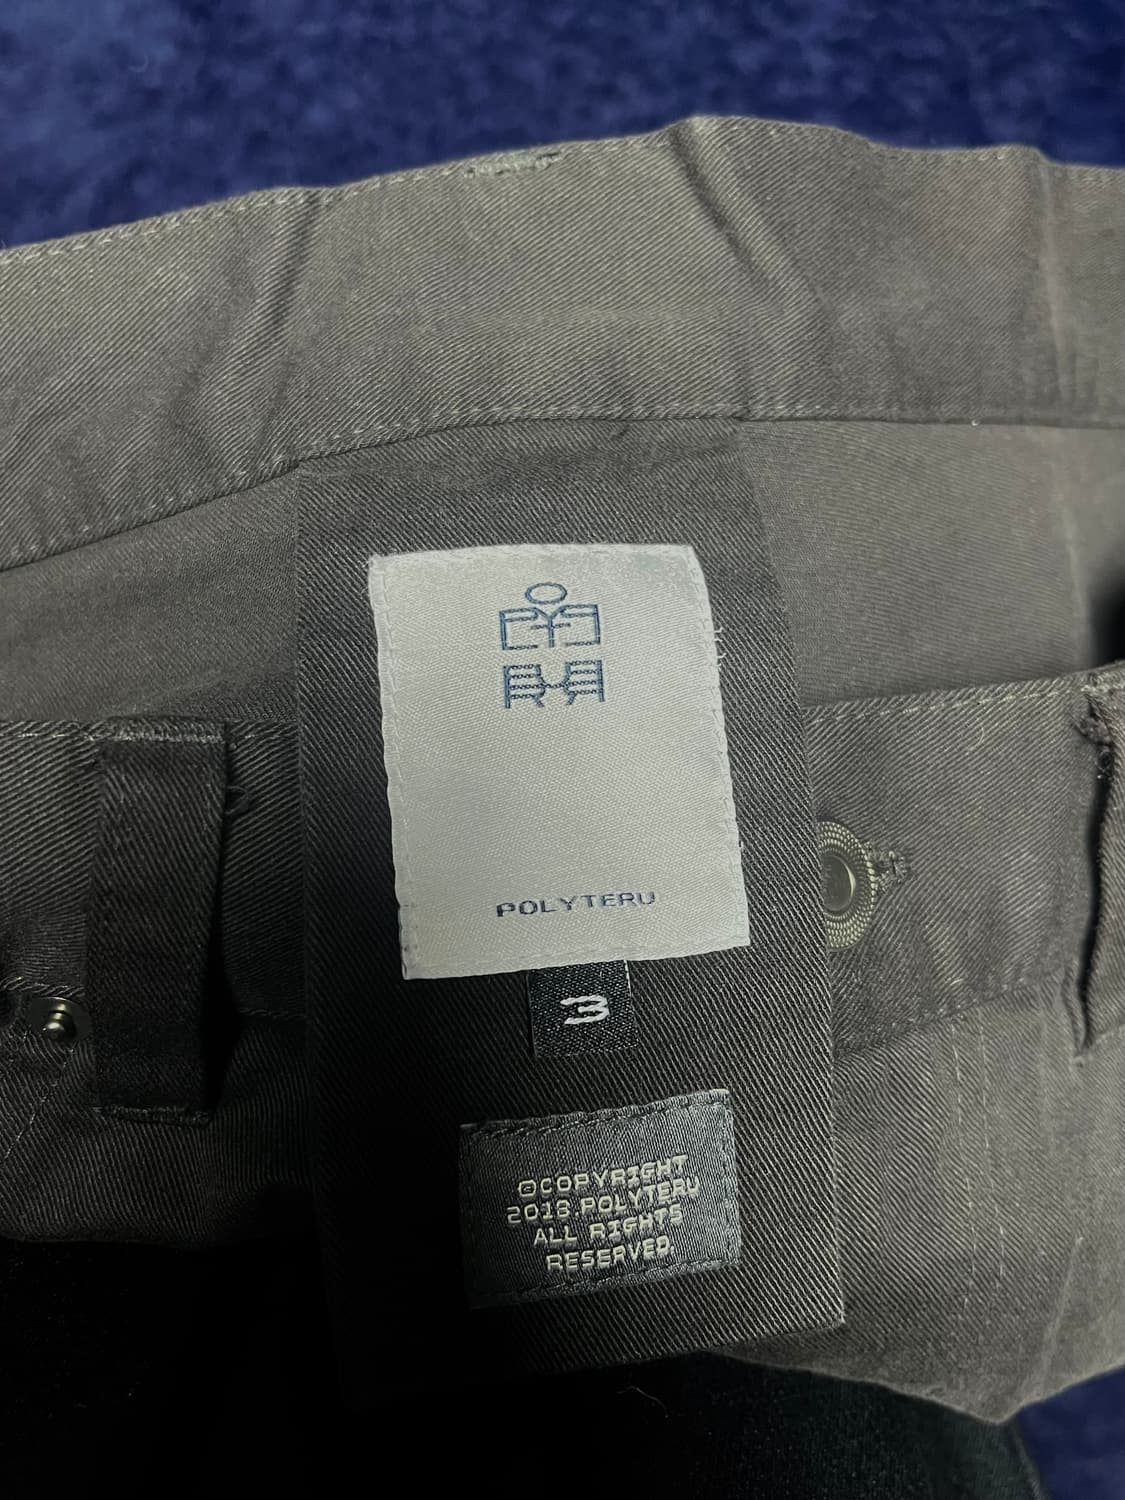 POLYTERU
3
©COPYRIGHT
2018 POLYTERU
ALL RIGHTS
RESERVED.